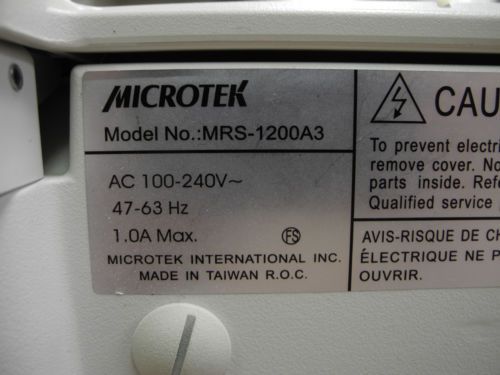 MICROTEK
Model No.:MRS-1200A3
AC 100-240V~
47-63 Hz
1.0A Max.
FS
MICROTEK INTERNATIONAL INC.
MADE IN TAIWAN R.O.C.
CAU
To prevent electri
remove cover. No
parts inside. Refe
Qualified service
AVIS-RISQUE DE CH
ÉLECTRIQUE NE P
OUVRIR.